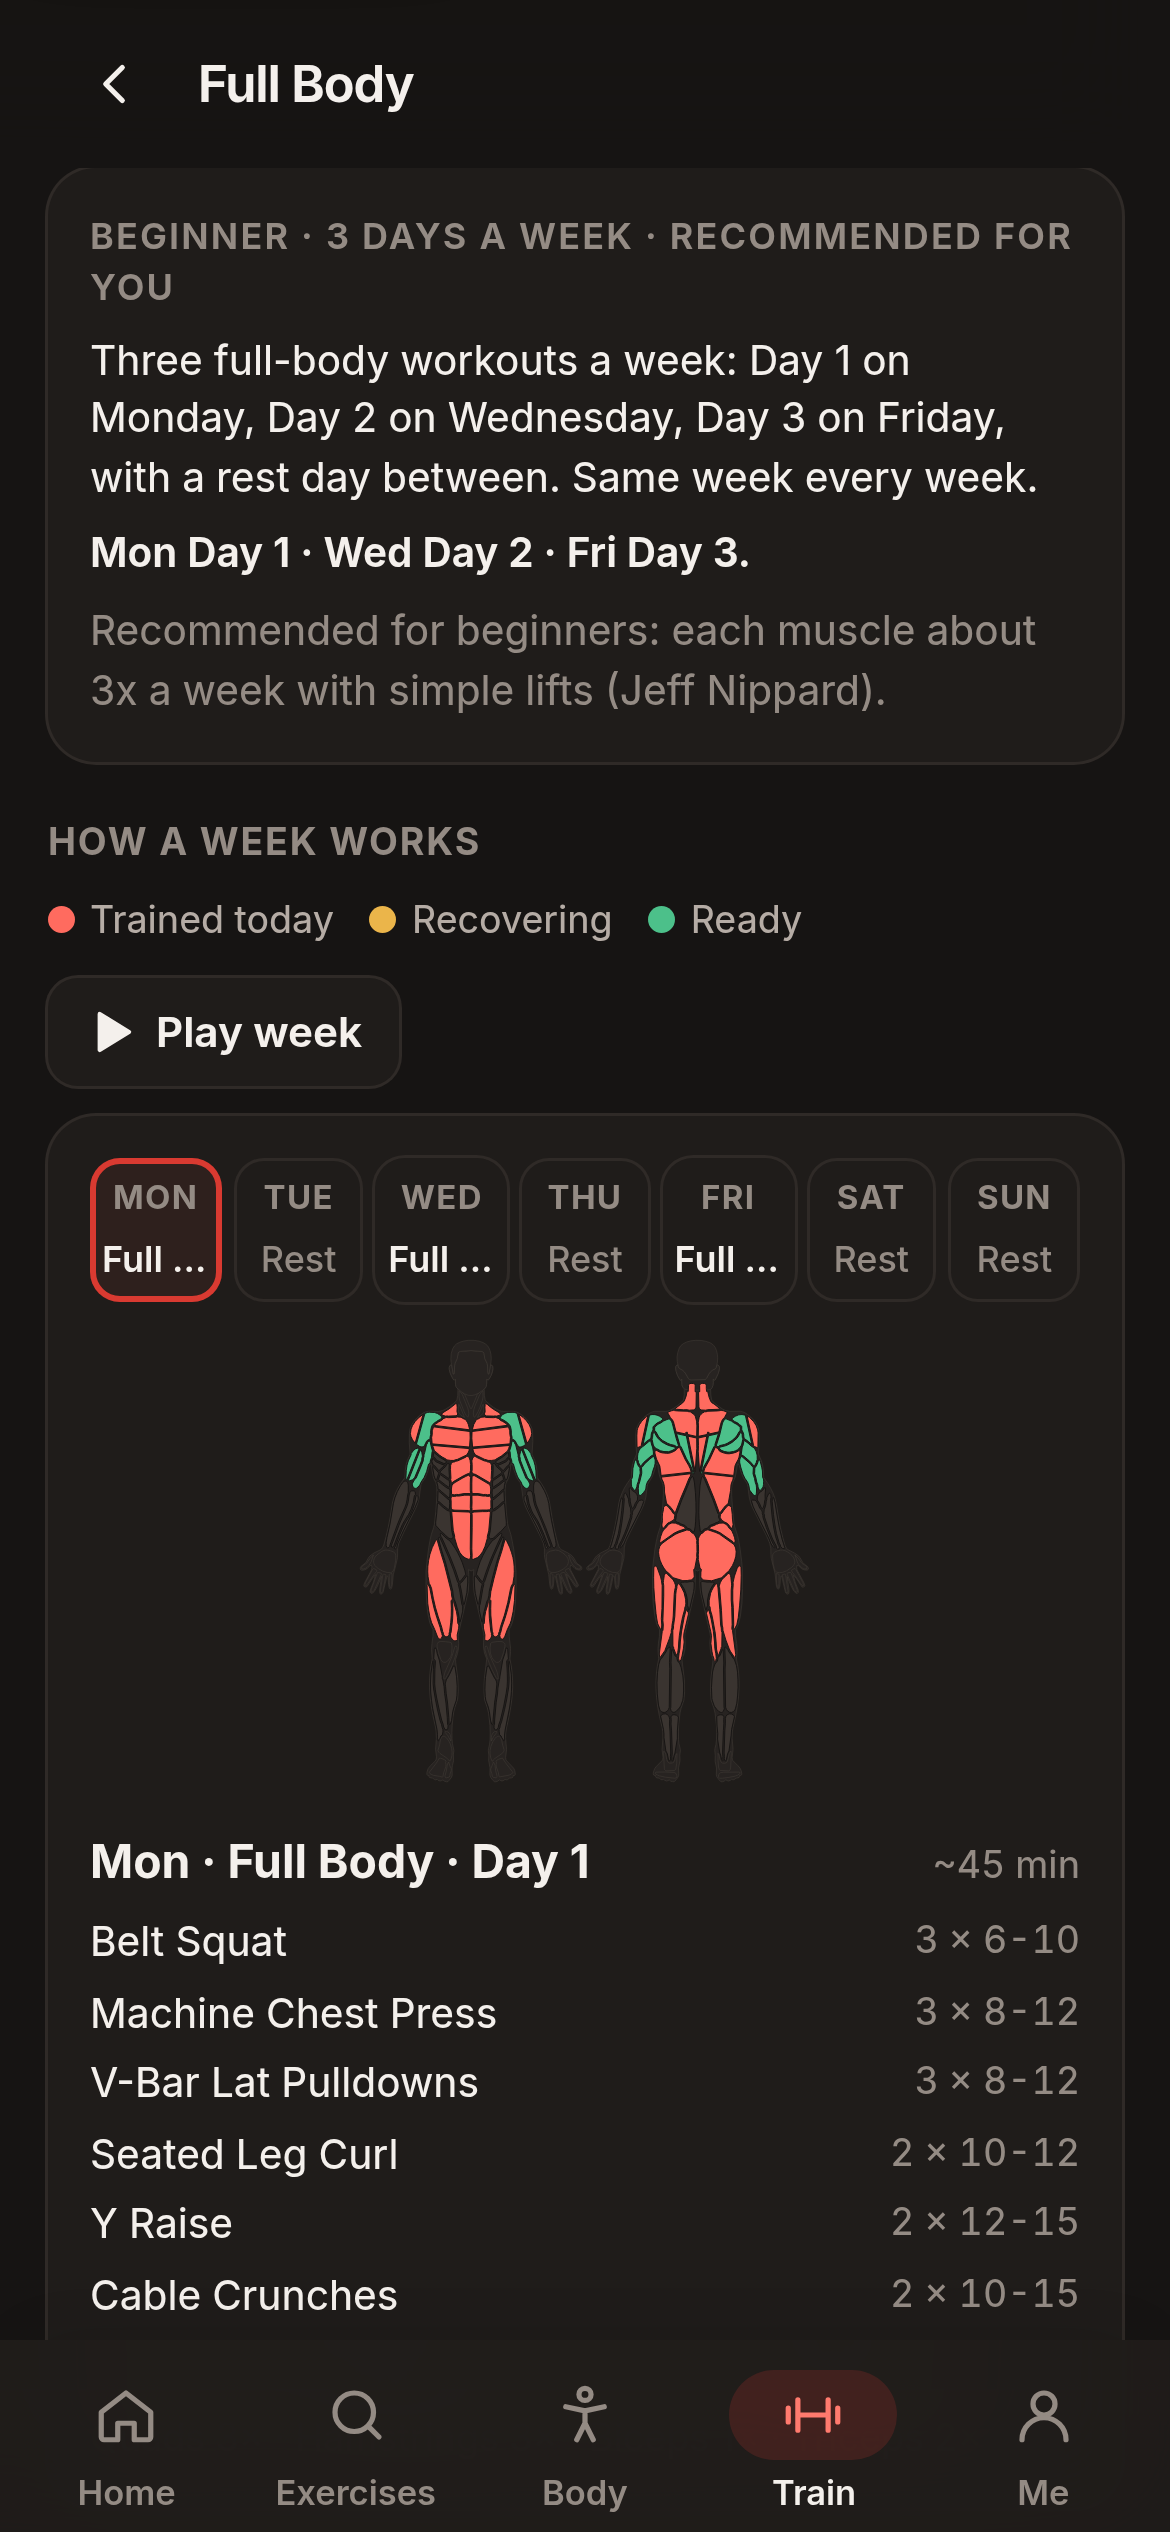 Full Body
BEGINNER · 3 DAYS A WEEK · RECOMMENDED FOR
YOU
Three full-body workouts a week: Day 1 on
Monday, Day 2 on Wednesday, Day 3 on Friday,
with a rest day between. Same week every week.
Mon Day 1 · Wed Day 2 · Fri Day 3.
Recommended for beginners: each muscle about
3x a week with simple lifts (Jeff Nippard).
HOW A WEEK WORKS
Trained today Recovering Ready
Play week
MON TUE WED THU FRI SAT SUN
Full ... Rest Full ... Rest Full ... Rest Rest
Mon · Full Body · Day 1 ~45 min
Belt Squat 3 × 6-10
Machine Chest Press 3 × 8-12
V-Bar Lat Pulldowns 3 × 8-12
Seated Leg Curl 2 × 10-12
Y Raise 2 × 12-15
Cable Crunches 2 × 10-15
Home Exercises Body Train Me